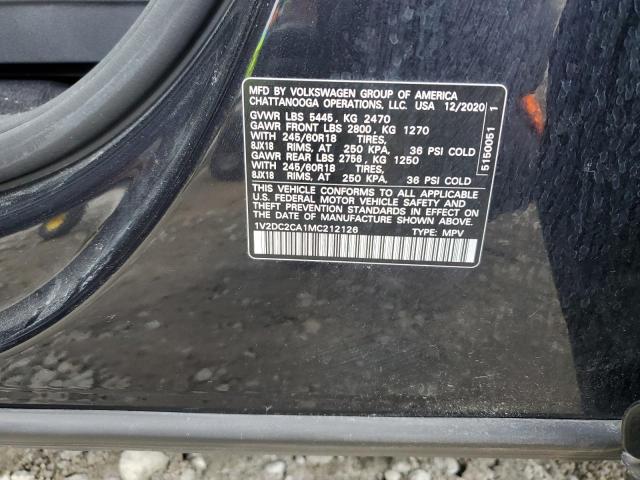 MFD BY VOLKSWAGEN GROUP OF AMERICA
CHATTANOOGA OPERATIONS, LLC. USA 12/2020
GVWR LBS 5445, KG 2470
GAWR FRONT LBS 2800, KG 1270
WITH 245/60R18 TIRES,
8JX18 RIMS, AT 250 KPA, 36 PSI COLD
GAWR REAR LBS 2756, KG 1250
WITH 245/60R18 TIRES,
8JX18 RIMS, AT 250 KPA, 36 PSI COLD
THIS VEHICLE CONFORMS TO ALL APPLICABLE
U.S. FEDERAL MOTOR VEHICLE SAFETY AND
THEFT PREVENTION STANDARDS IN EFFECT ON
THE DATE OF MANUFACTURE SHOWN ABOVE.
1V2DC2CA1MC212126 TYPE: MPV
5150051 1